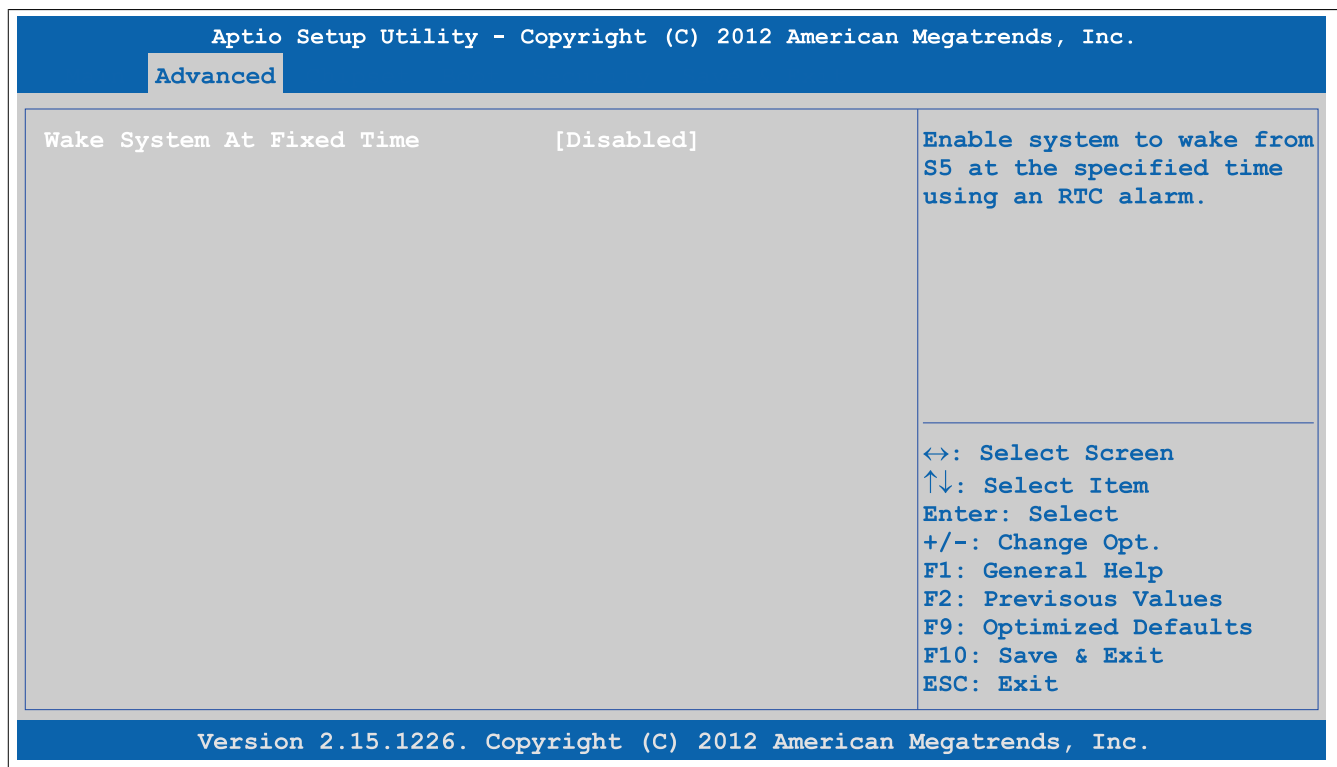 Aptio Setup Utility - Copyright (C) 2012 American Megatrends, Inc.
Advanced
Wake System At Fixed Time [Disabled]
Enable system to wake from
S5 at the specified time
using an RTC alarm.
↔: Select Screen
↑↓: Select Item
Enter: Select
+/-: Change Opt.
F1: General Help
F2: Previsous Values
F9: Optimized Defaults
F10: Save & Exit
ESC: Exit
Version 2.15.1226. Copyright (C) 2012 American Megatrends, Inc.